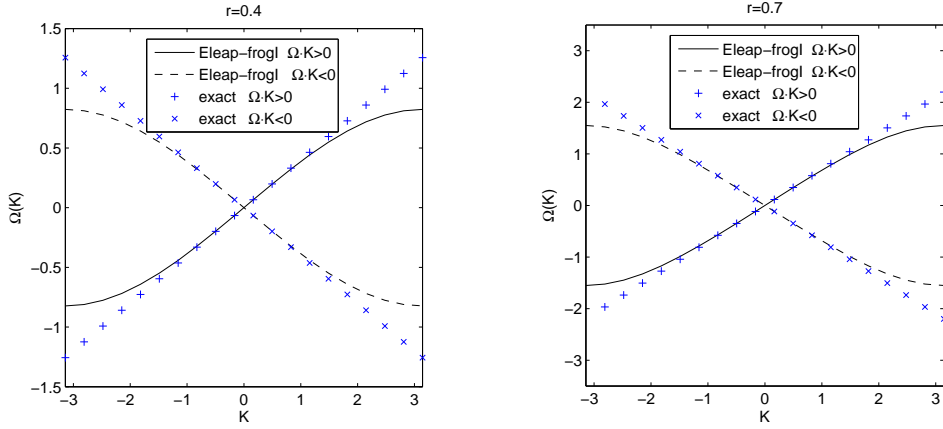 r=0.4
1.5
1
0.5
0
−0.5
−1
−1.5
−3
−2
−1
0
1
2
3
K
Ω(K)
Eleap−frogI Ω·K>0
Eleap−frogI Ω·K<0
exact Ω·K>0
exact Ω·K<0
r=0.7
3
2
1
0
−1
−2
−3
−3
−2
−1
0
1
2
3
K
Ω(K)
Eleap−frogI Ω·K>0
Eleap−frogI Ω·K<0
exact Ω·K>0
exact Ω·K<0